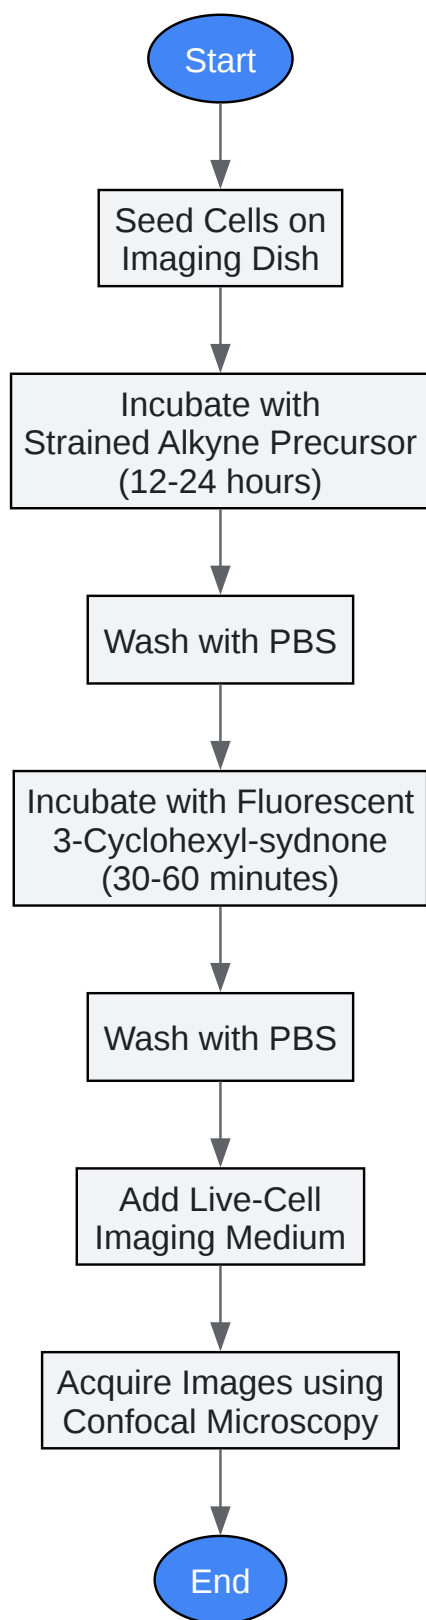 Start
Seed Cells on
Imaging Dish
Incubate with
Strained Alkyne Precursor
(12-24 hours)
Wash with PBS
Incubate with Fluorescent
3-Cyclohexyl-sydnone
(30-60 minutes)
Wash with PBS
Add Live-Cell
Imaging Medium
Acquire Images using
Confocal Microscopy
End